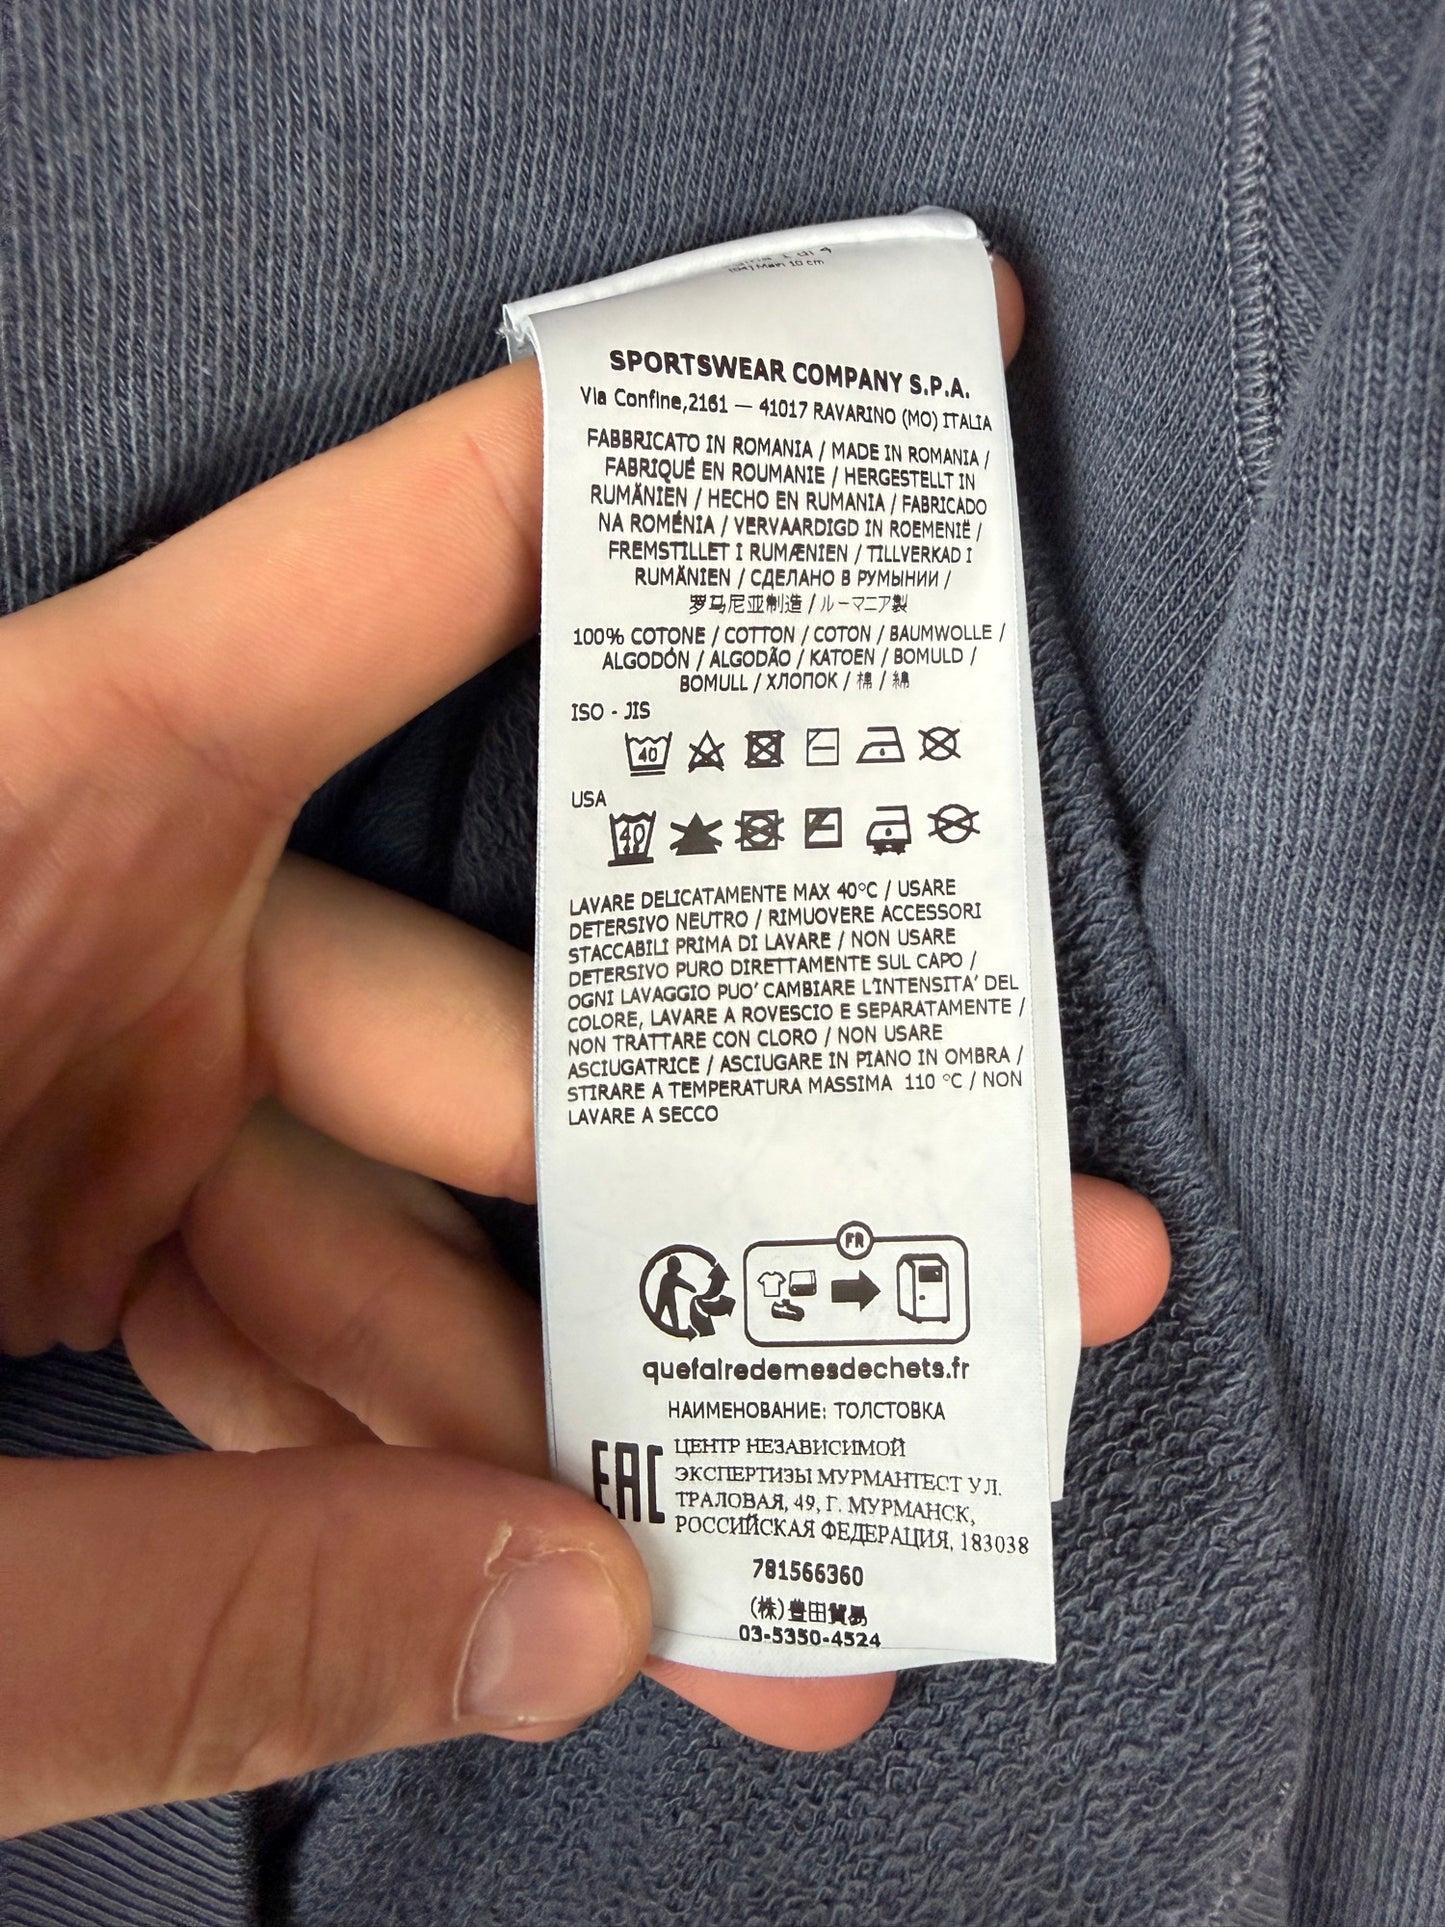 10 cm
SPORTSWEAR COMPANY S.P.A.
Via Confine,2161 — 41017 RAVARINO (MO) ITALIA
FABBRICATO IN ROMANIA / MADE IN ROMANIA /
FABRIQUÉ EN ROUMANIE / HERGESTELLT IN
RUMÄNIEN / HECHO EN RUMANIA / FABRICADO
NA ROMÉNIA / VERVAARDIGD IN ROEMENIË /
FREMSTILLET I RUMÆNIEN / TILLVERKAD I
RUMÄNIEN / СДЕЛАНО В РУМЫНИИ /
罗马尼亚制造 / ルーマニア製
100% COTONE / COTTON / COTON / BAUMWOLLE /
ALGODÓN / ALGODÃO / KATOEN / BOMULD /
BOMULL / ХЛОПОК / 棉 / 綿
ISO - JIS
40
USA
40
LAVARE DELICATAMENTE MAX 40°C / USARE
DETERSIVO NEUTRO / RIMUOVERE ACCESSORI
STACCABILI PRIMA DI LAVARE / NON USARE
DETERSIVO PURO DIRETTAMENTE SUL CAPO /
OGNI LAVAGGIO PUO' CAMBIARE L'INTENSITA' DEL
COLORE, LAVARE A ROVESCIO E SEPARATAMENTE /
NON TRATTARE CON CLORO / NON USARE
ASCIUGATRICE / ASCIUGARE IN PIANO IN OMBRA /
STIRARE A TEMPERATURA MASSIMA 110 °C / NON
LAVARE A SECCO
FR
quefairedemesdechets.fr
НАИМЕНОВАНИЕ: ТОЛСТОВКА
EAC
ЦЕНТР НЕЗАВИСИМОЙ
ЭКСПЕРТИЗЫ МУРМАНТЕСТ УЛ.
ТРАЛОВАЯ, 49, Г. МУРМАНСК,
РОССИЙСКАЯ ФЕДЕРАЦИЯ, 183038
781566360
(株)豊田貿易
03-5350-4524